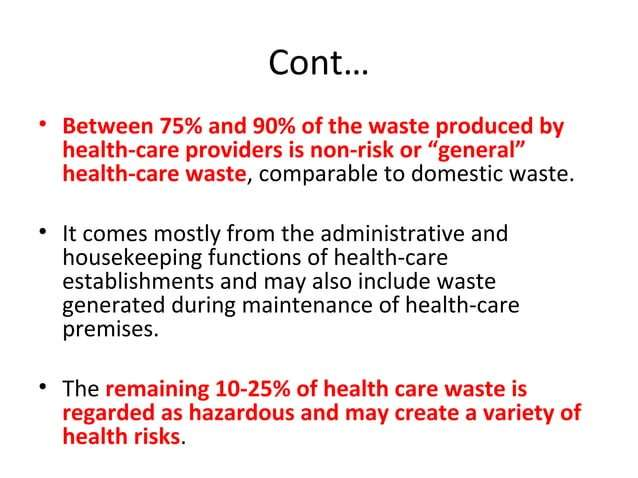 Cont…
• Between 75% and 90% of the waste produced by
health-care providers is non-risk or “general”
health-care waste, comparable to domestic waste.
• It comes mostly from the administrative and
housekeeping functions of health-care
establishments and may also include waste
generated during maintenance of health-care
premises.
• The remaining 10-25% of health care waste is
regarded as hazardous and may create a variety of
health risks.